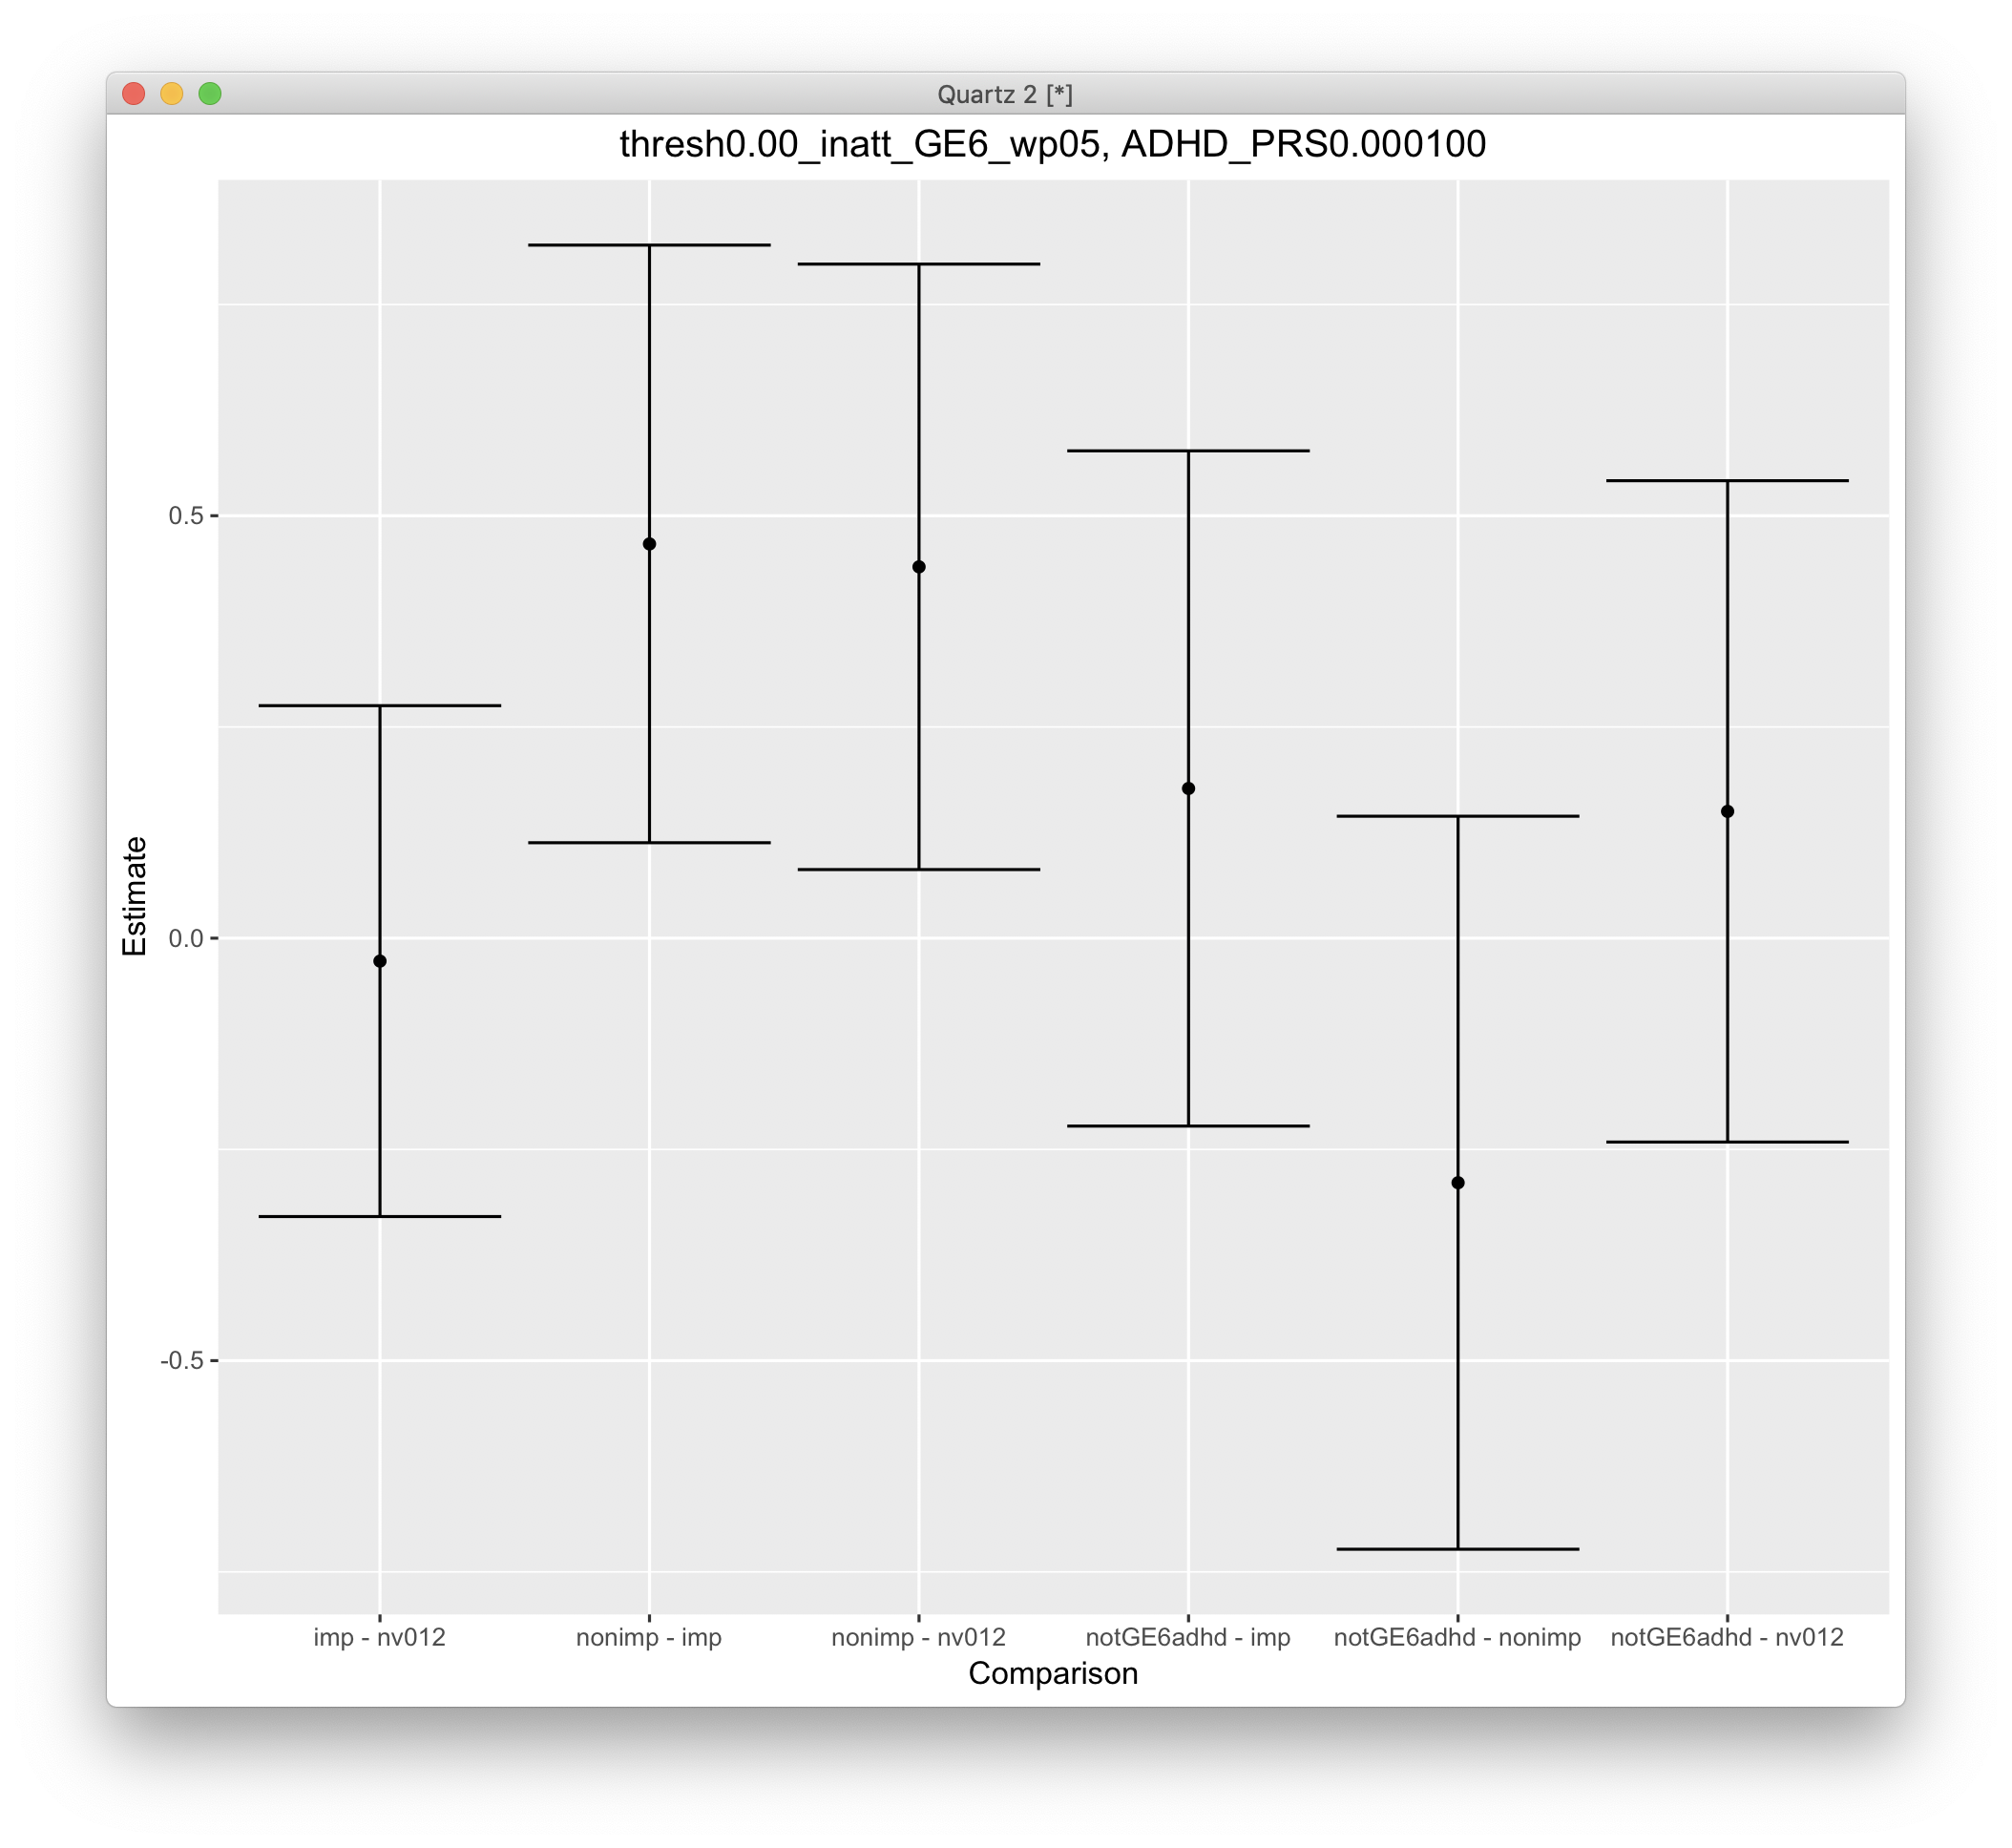 Quartz 2 [*]
thresh0.00_inatt_GE6_wp05, ADHD_PRS0.000100
Estimate
0.5
0.0
-0.5
imp - nv012
nonimp - imp
nonimp - nv012
notGE6adhd - imp
notGE6adhd - nonimp
notGE6adhd - nv012
Comparison